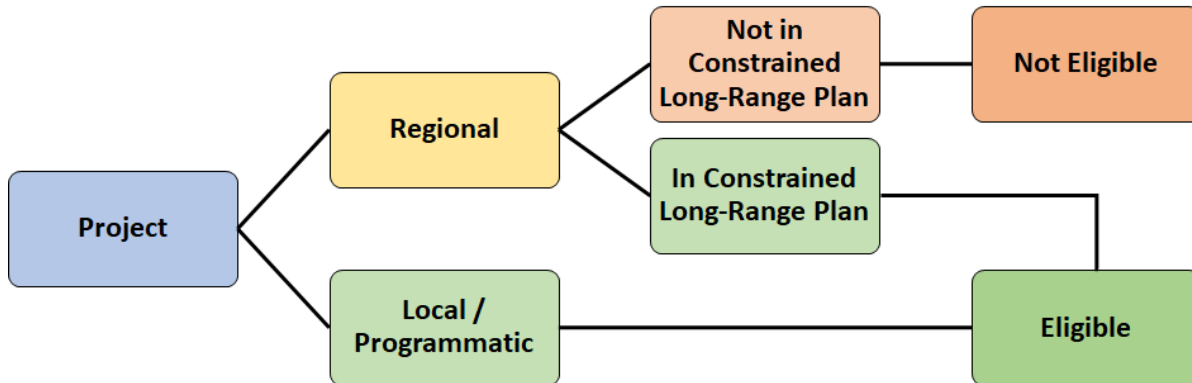 Not in
Constrained
Long-Range Plan
Not Eligible
Regional
In Constrained
Long-Range Plan
Project
Local /
Programmatic
Eligible